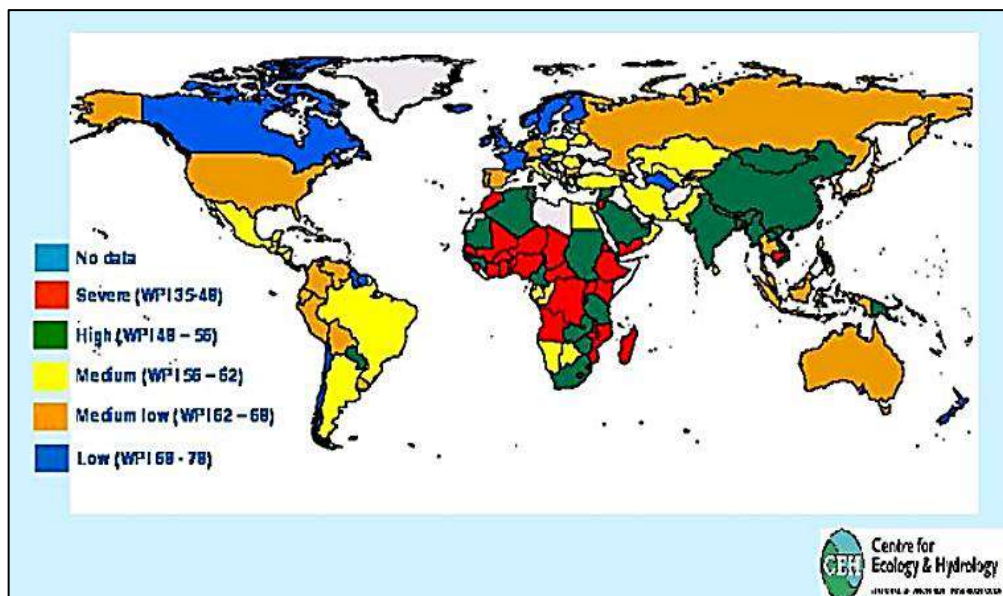 No data
Severe (WPI 35-48)
High (WPI 48 – 56)
Medium (WPI 56 – 62)
Medium low (WPI 62 – 68)
Low (WPI 68 - 78)
CEH
Centre for
Ecology & Hydrology